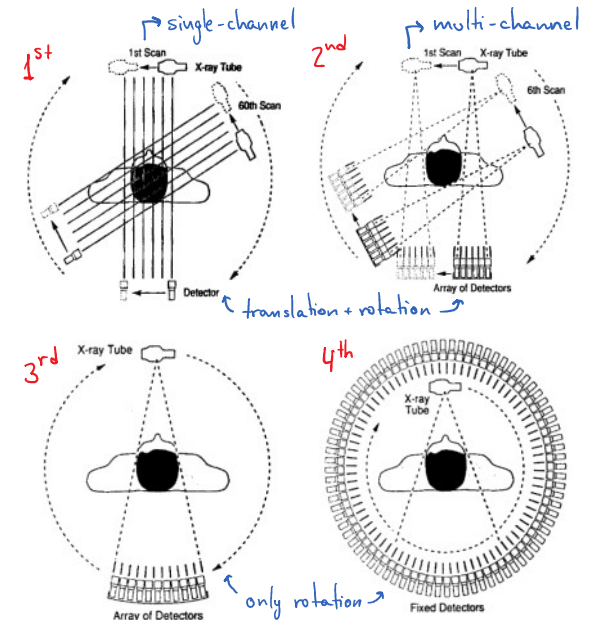 single-channel
multi-channel
1st
1st Scan
X-ray Tube
60th Scan
Detector
2nd
1st Scan
X-ray Tube
6th Scan
Array of Detectors
translation + rotation
3rd
X-ray Tube
Array of Detectors
4th
X-ray
Tube
Fixed Detectors
only rotation